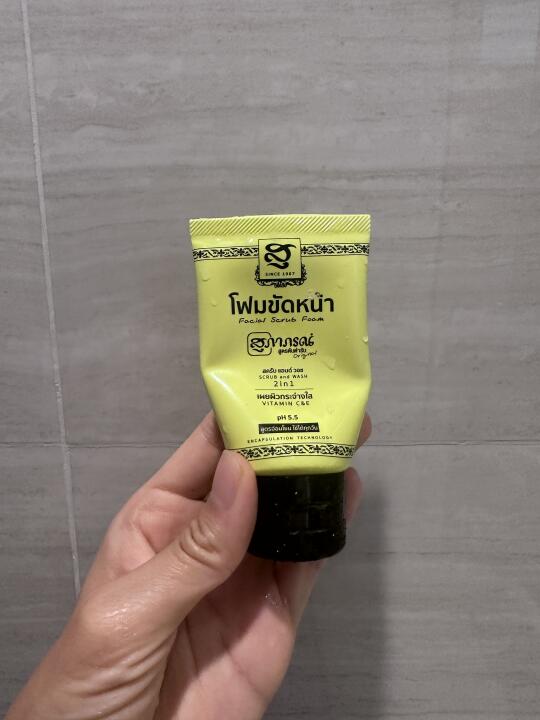 SINCE 1987
โฟมขัดหน้า
Facial Scrub Foam
สุภาภรณ์
สูตรต้นตำรับ
Original
สครับ แอนด์ วอช
SCRUB and WASH
2in1
เผยผิวกระจ่างใส
VITAMIN C&E
pH 5.5
สูตรอ่อนโยน ใช้ได้ทุกวัน
ENCAPSULATION TECHNOLOGY